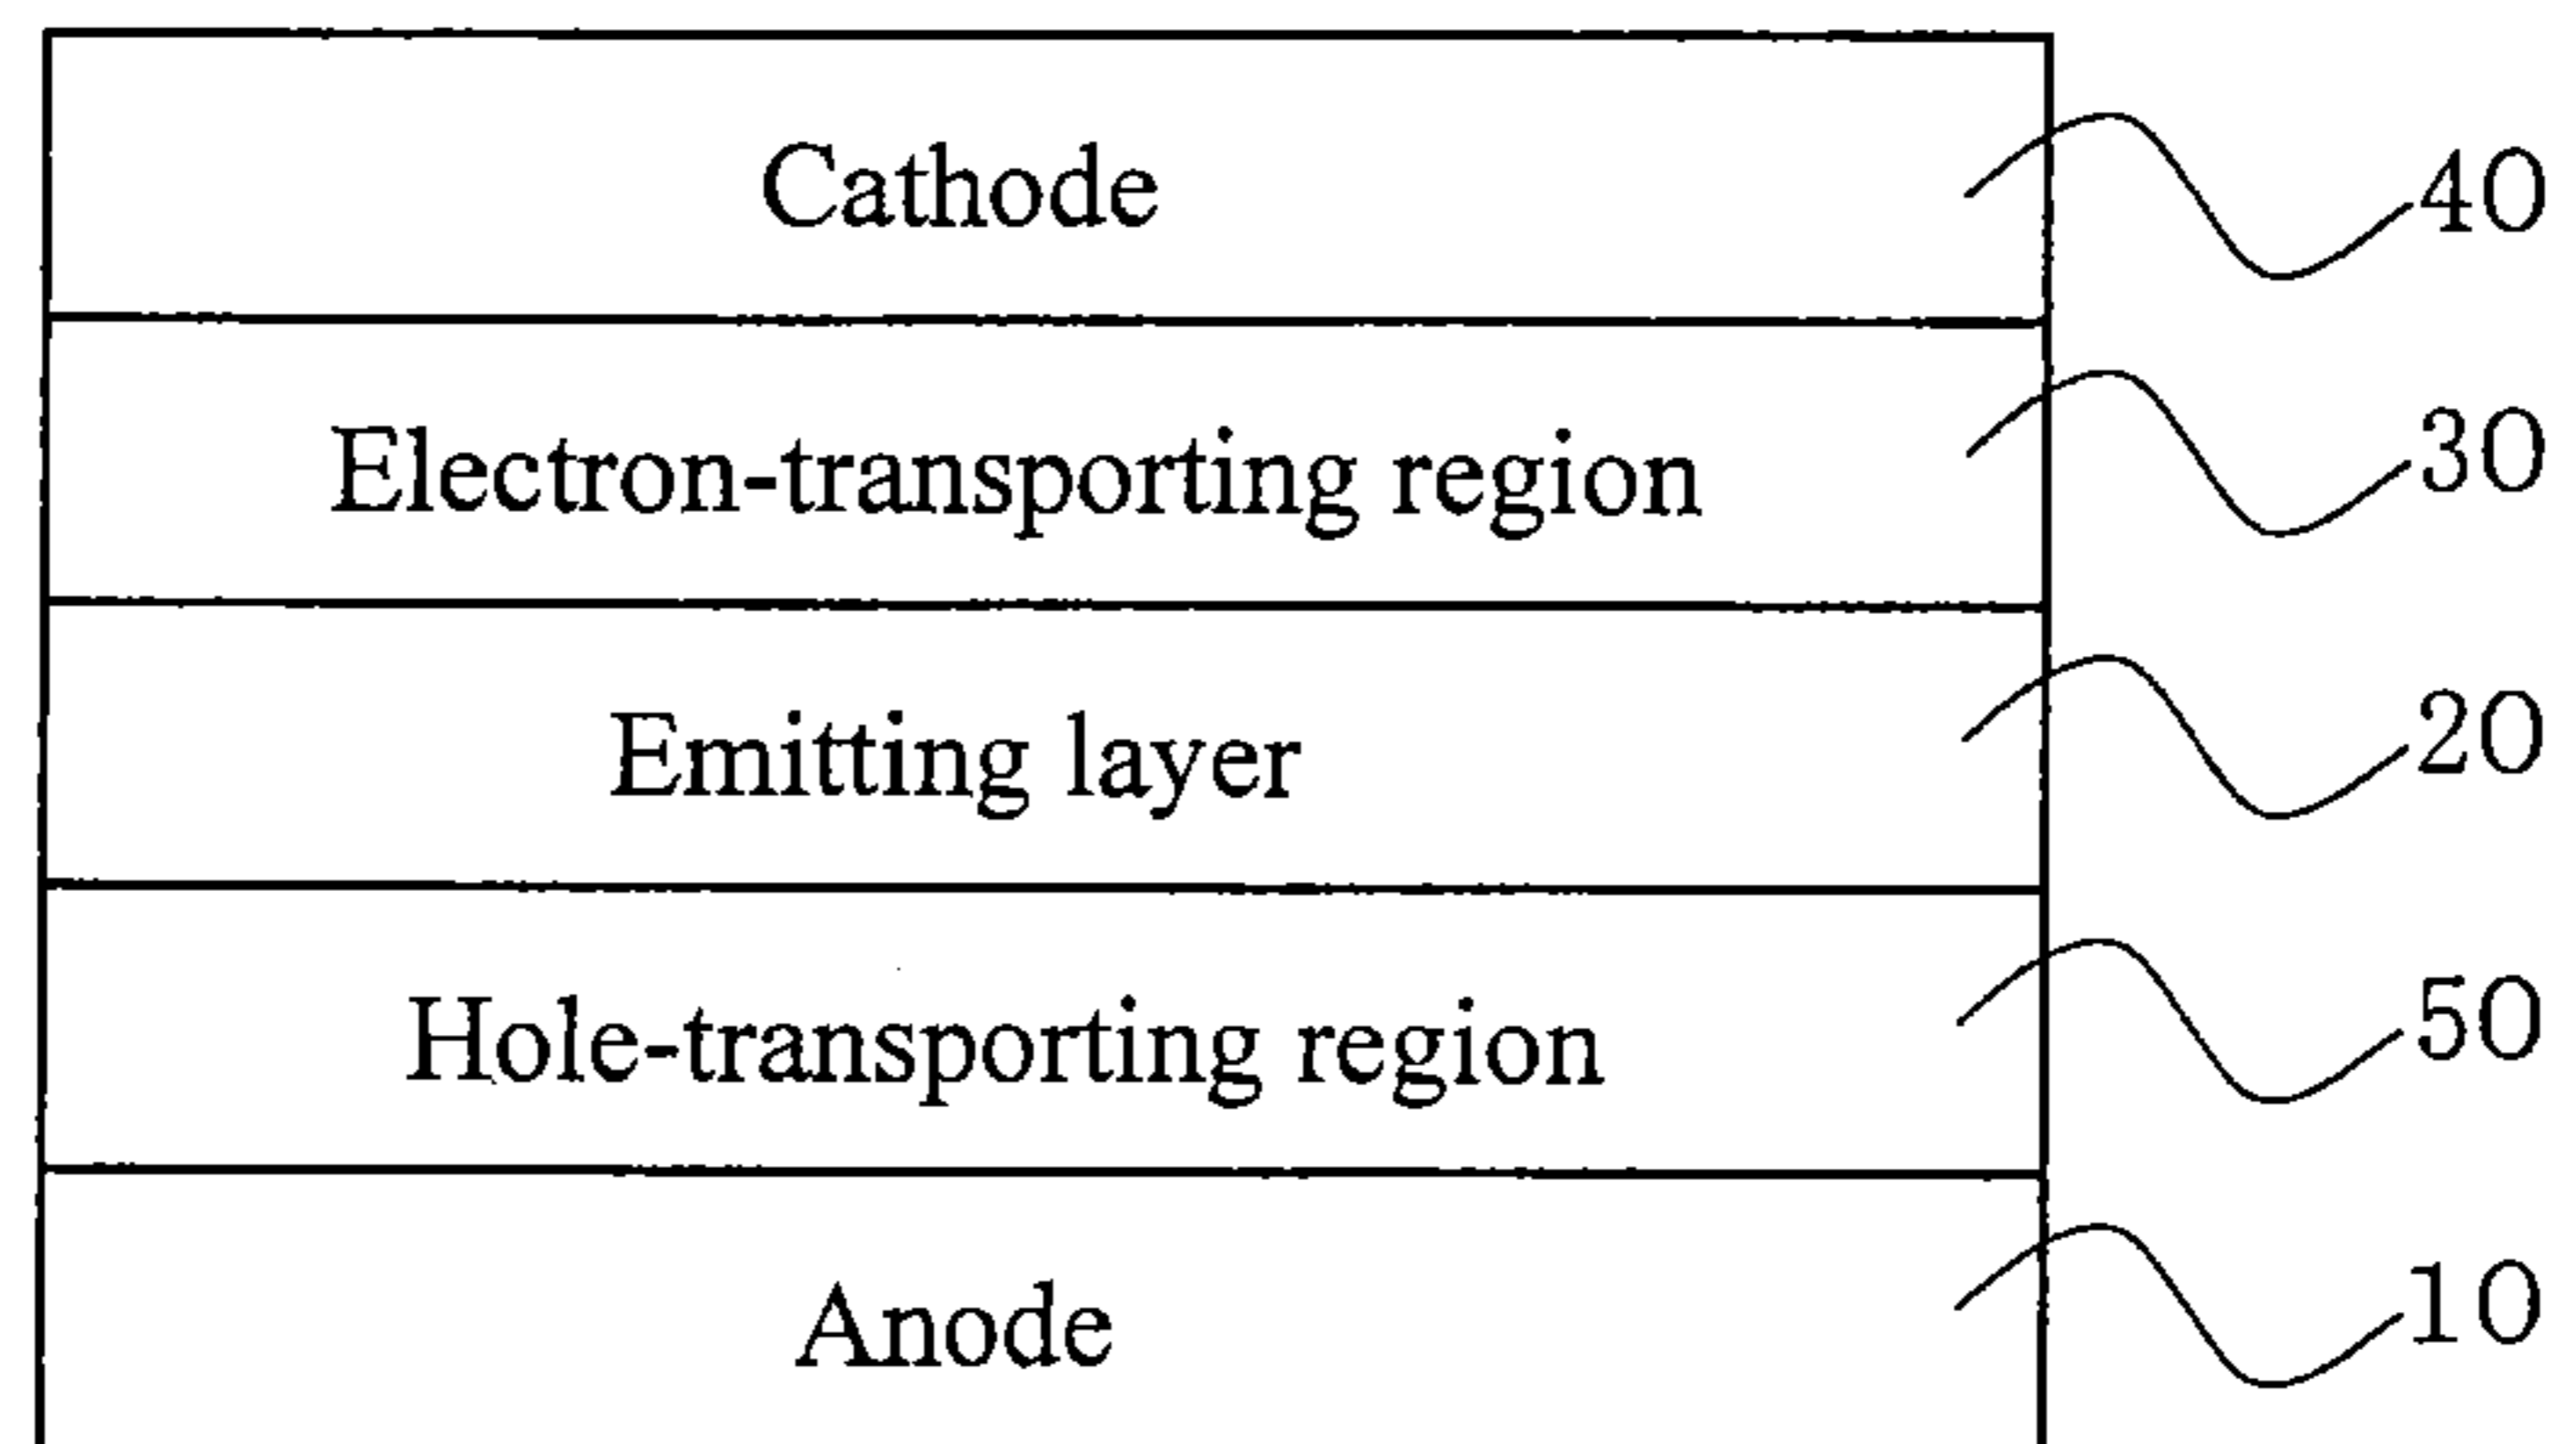 Cathode 40
Electron-transporting region 30
Emitting layer 20
Hole-transporting region 50
Anode 10